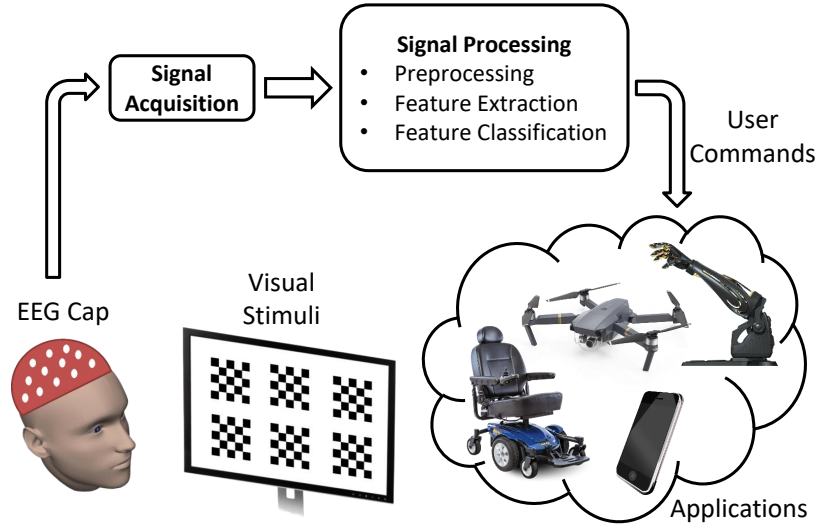 Signal
Acquisition
Signal Processing
• Preprocessing
• Feature Extraction
• Feature Classification
User
Commands
EEG Cap
Visual
Stimuli
Applications